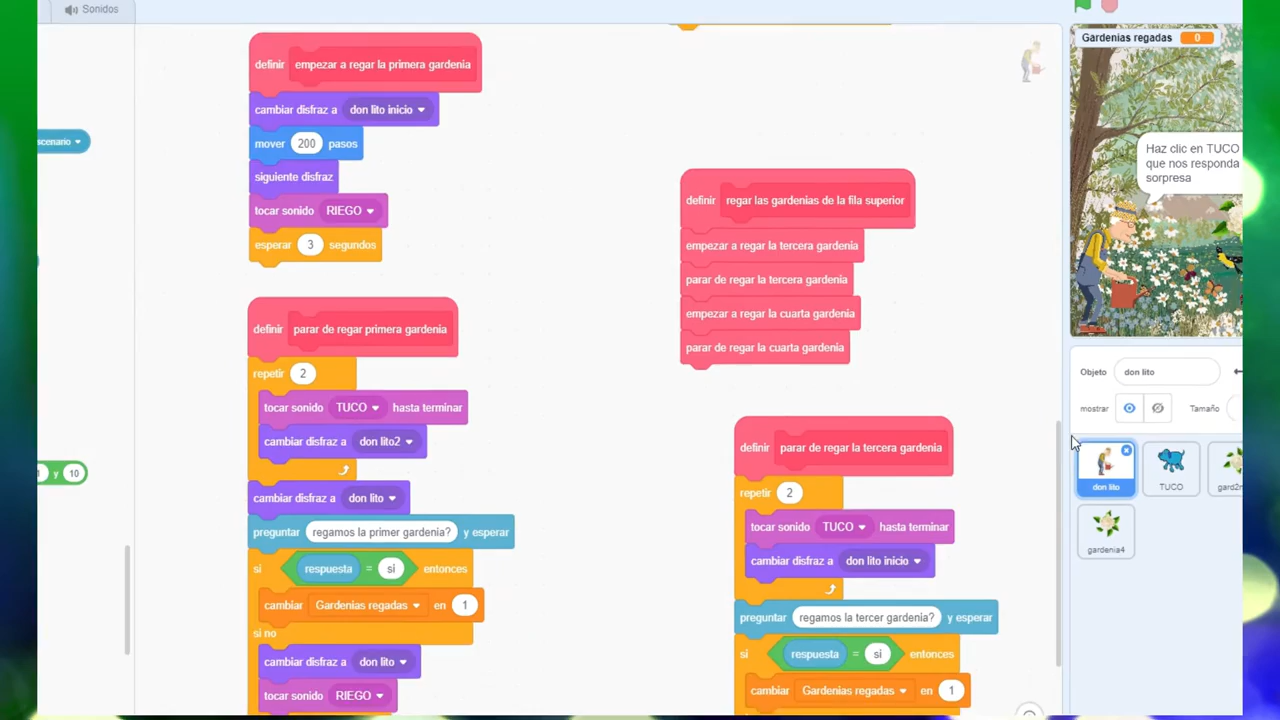 Sonidos
scenario
1 y 10
definir empezar a regar la primera gardenia
cambiar disfraz a don lito inicio
mover 200 pasos
siguiente disfraz
tocar sonido RIEGO
esperar 3 segundos
definir parar de regar primera gardenia
repetir 2
tocar sonido TUCO hasta terminar
cambiar disfraz a don lito2
cambiar disfraz a don lito
preguntar regamos la primer gardenia? y esperar
si respuesta = si entonces
cambiar Gardenias regadas en 1
si no
cambiar disfraz a don lito
tocar sonido RIEGO
definir regar las gardenias de la fila superior
empezar a regar la tercera gardenia
parar de regar la tercera gardenia
empezar a regar la cuarta gardenia
parar de regar la cuarta gardenia
definir parar de regar la tercera gardenia
repetir 2
tocar sonido TUCO hasta terminar
cambiar disfraz a don lito inicio
preguntar regamos la tercer gardenia? y esperar
si respuesta = si entonces
cambiar Gardenias regadas en 1
Gardenias regadas 0
Haz clic en TUCO
que nos responda
sorpresa
Objeto don lito
mostrar Tamaño
don lito TUCO gard2
gardenia4